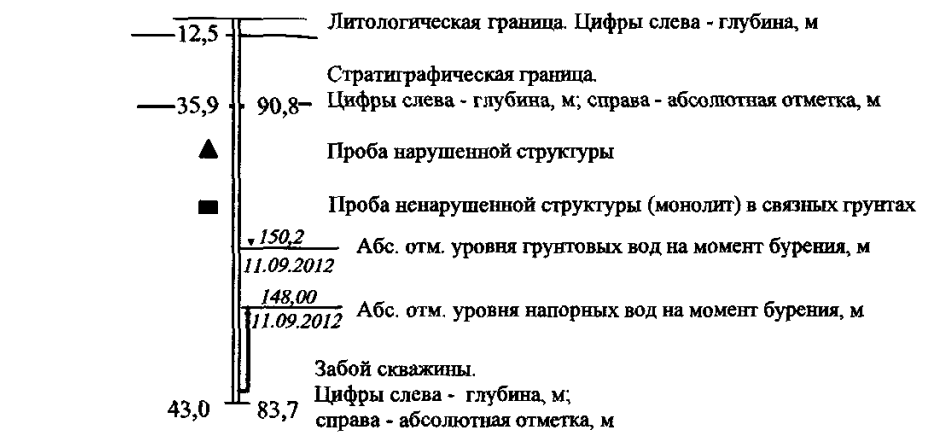 12,5 Литологическая граница. Цифры слева - глубина, м
Стратиграфическая граница.
35,9 90,8 Цифры слева - глубина, м; справа - абсолютная отметка, м
Проба нарушенной структуры
Проба ненарушенной структуры (монолит) в связных грунтах
150,2
Абс. отм. уровня грунтовых вод на момент бурения, м
11.09.2012
148,00
Абс. отм. уровня напорных вод на момент бурения, м
11.09.2012
Забой скважины.
Цифры слева - глубина, м;
43,0 83,7 справа - абсолютная отметка, м